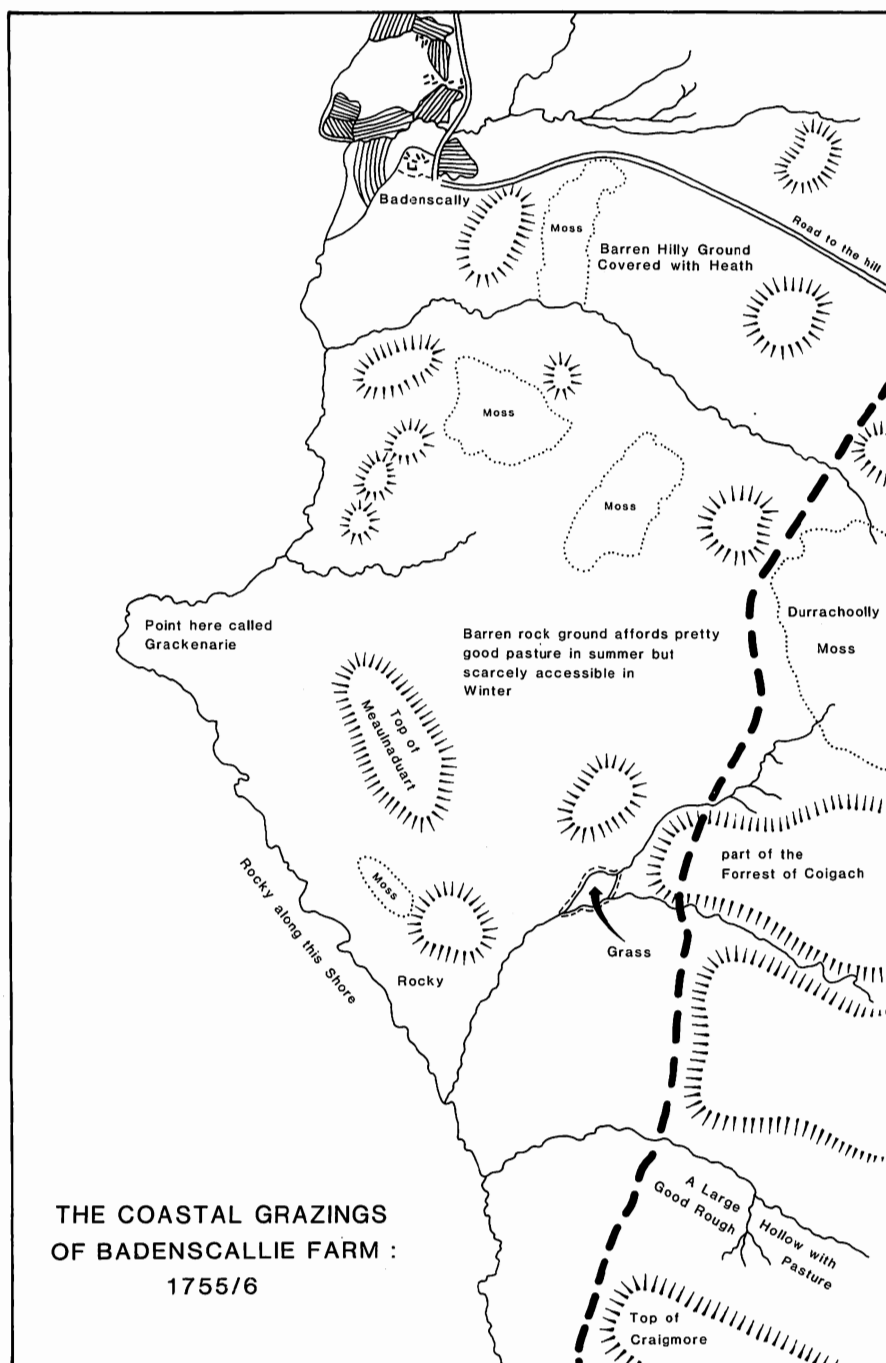 Badenscally
Moss
Road to the hill
Barren Hilly Ground
Covered with Heath
Moss
Moss
Durrachoolly
Moss
Point here called
Grackenarie
Barren rock ground affords pretty
good pasture in summer but
scarcely accessible in
Winter
Top of
Meaulnaduart
part of the
Forrest of Coigach
Moss
Rocky along this Shore
Grass
Rocky
A Large
Good Rough
Hollow with
Pasture
THE COASTAL GRAZINGS
OF BADENSCALLIE FARM :
1755/6
Top of
Craigmore